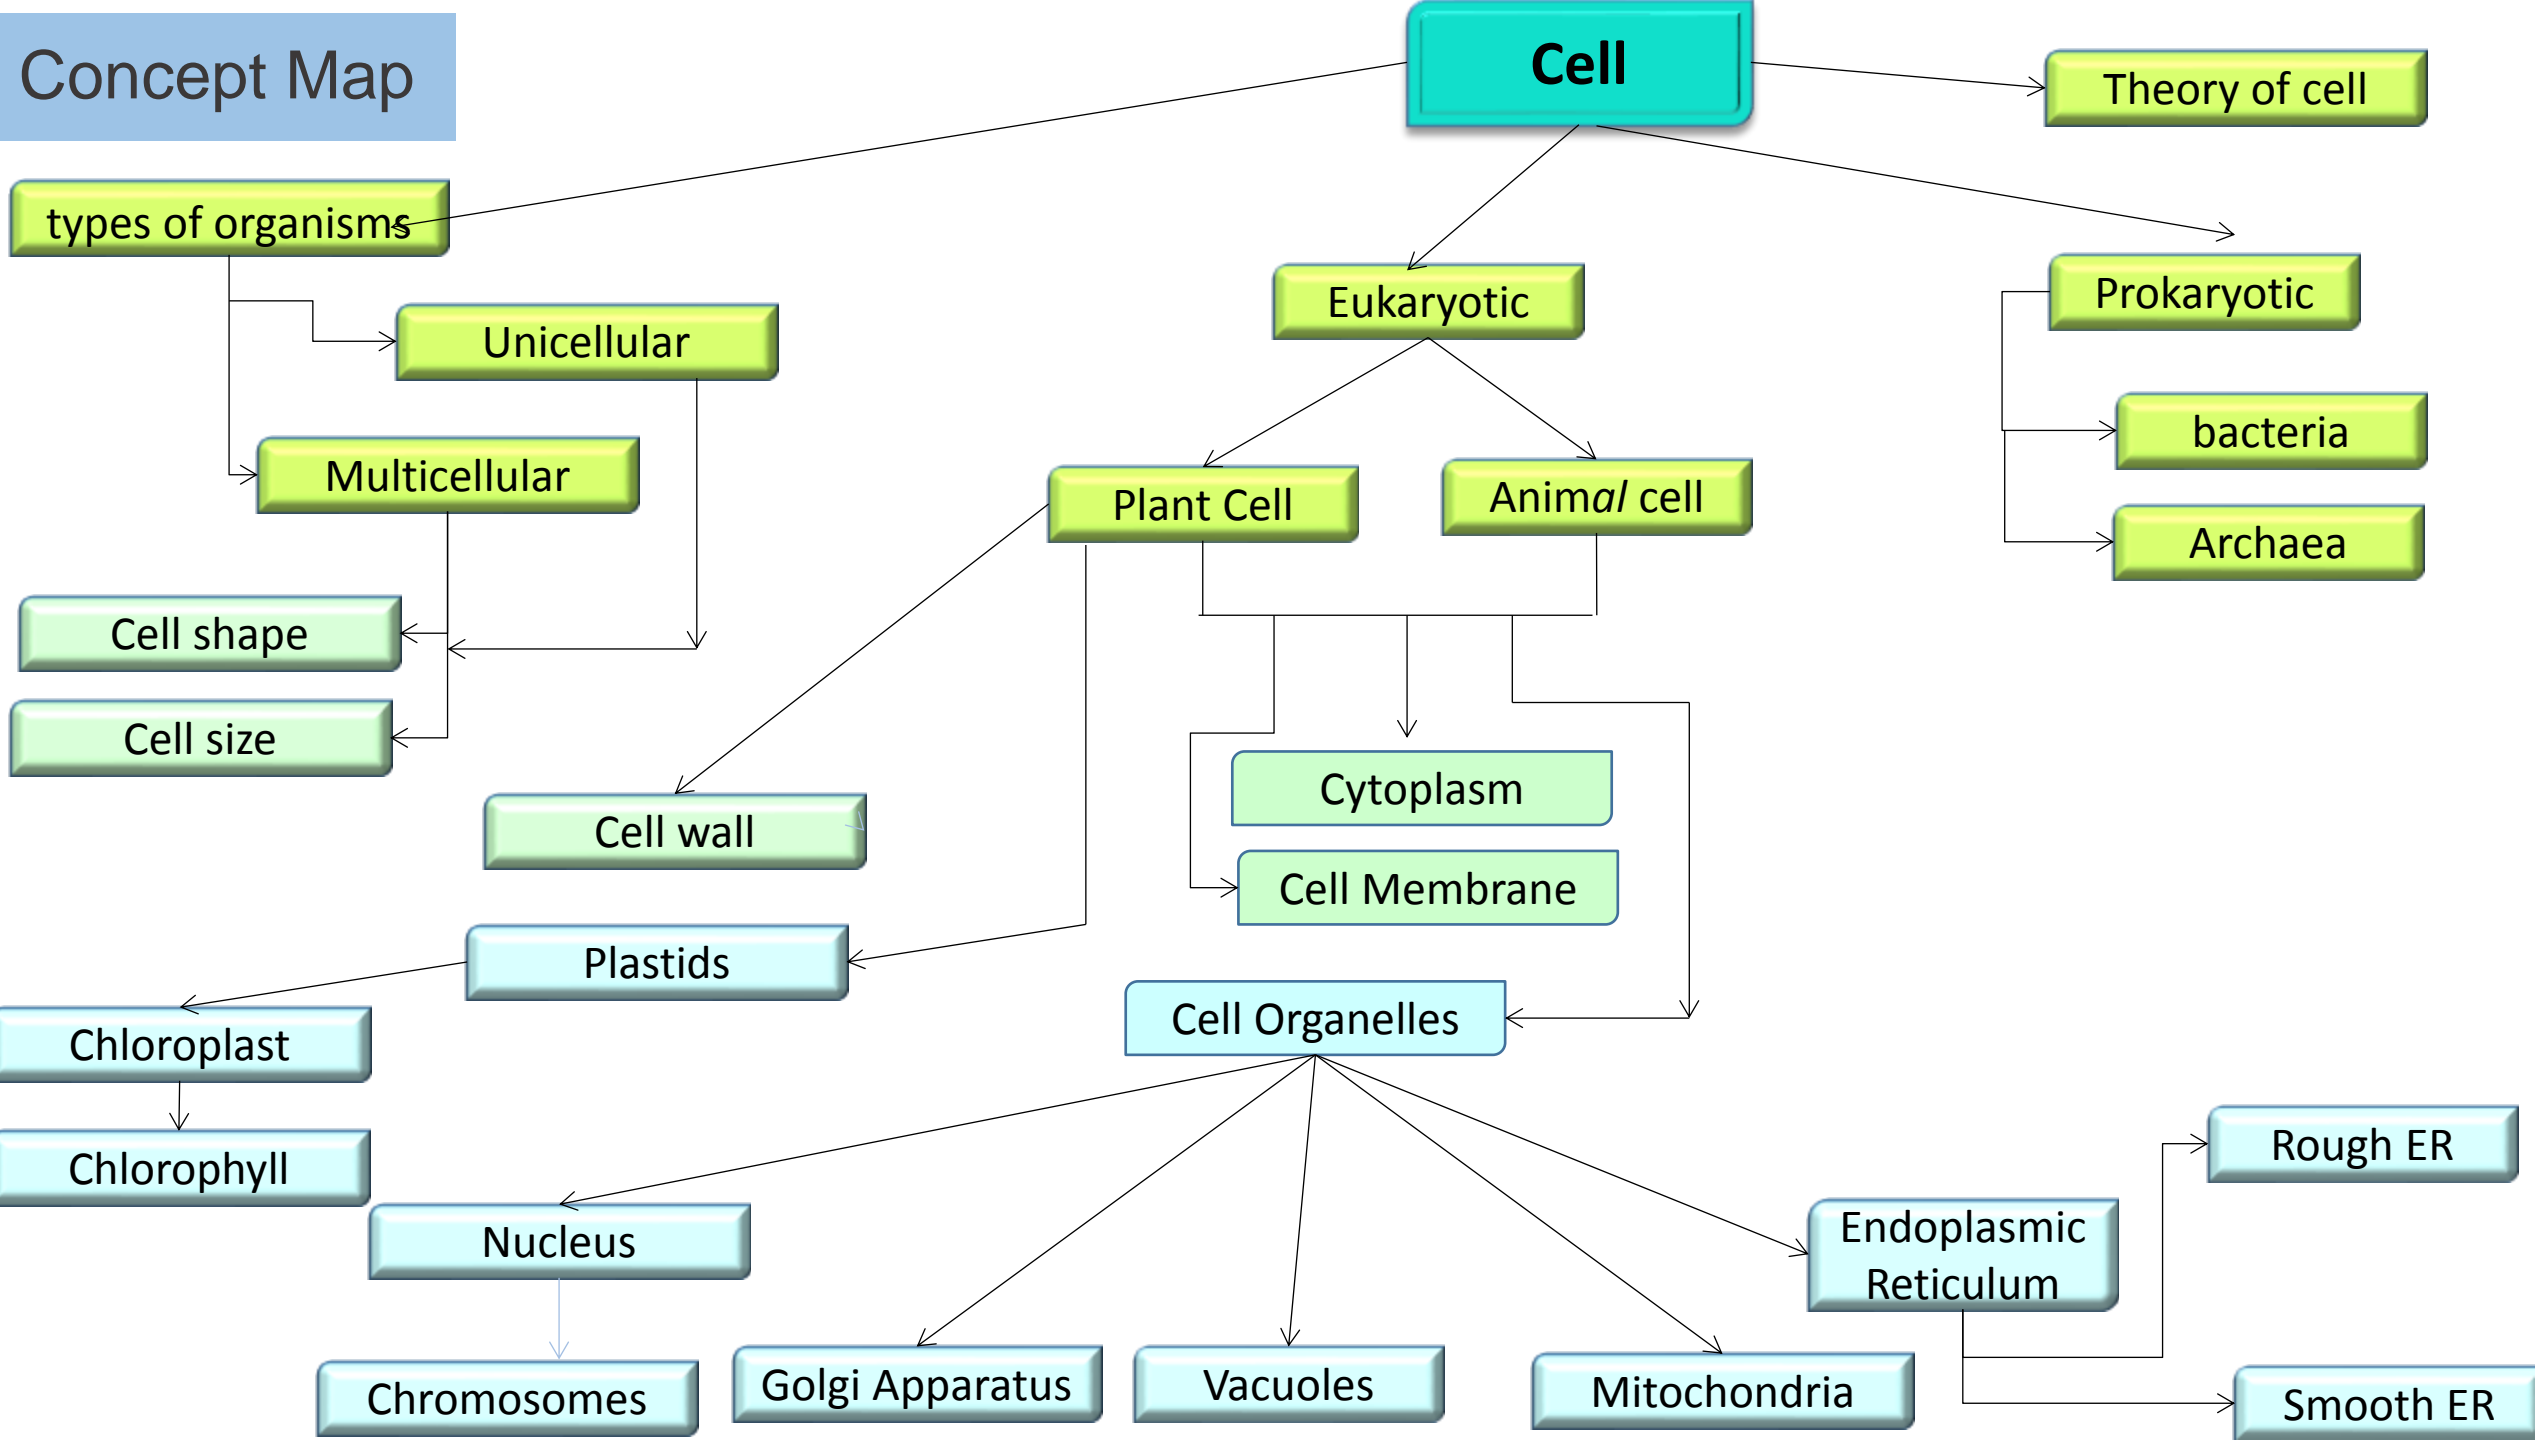 Concept Map
Cell
Theory of cell
types of organisms
Eukaryotic
Prokaryotic
Unicellular
bacteria
Multicellular
Plant Cell
Animal cell
Archaea
Cell shape
Cell size
Cytoplasm
Cell wall
Cell Membrane
Plastids
Cell Organelles
Chloroplast
Rough ER
Chlorophyll
Nucleus
Endoplasmic
Reticulum
Chromosomes
Golgi Apparatus
Vacuoles
Mitochondria
Smooth ER